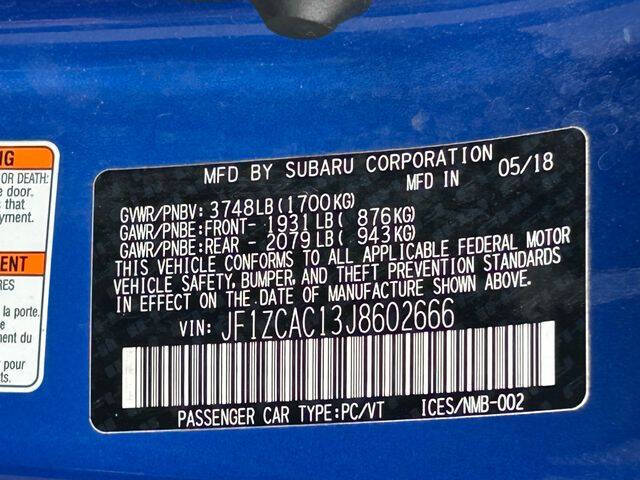 NG
OR DEATH:
e door.
as this
yment.
ENT
RES
la porte.
nt du
pour
ts.
MFD BY SUBARU CORPORATION
MFD IN 05/18
GVWR/PNBV: 3748LB(1700KG)
GAWR/PNBE:FRONT- 1931LB( 876KG)
GAWR/PNBE:REAR - 2079LB( 943KG)
THIS VEHICLE CONFORMS TO ALL APPLICABLE FEDERAL MOTOR
VEHICLE SAFETY, BUMPER, AND THEFT PREVENTION STANDARDS
IN EFFECT ON THE DATE OF MANUFACTURE SHOWN ABOVE.
VIN: JF1ZCAC13J8602666
PASSENGER CAR TYPE:PC/VT ICES/NMB-002